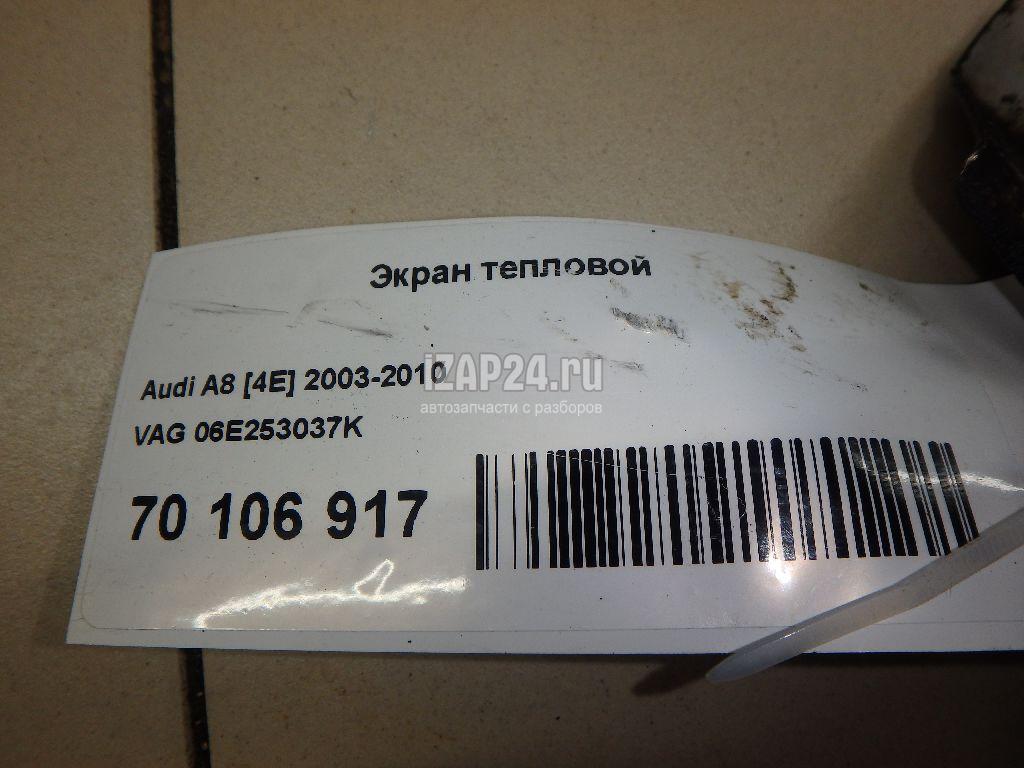 Экран тепловой
Audi A8 [4E] 2003-2010
iZAP24.ru
автозапчасти с разборов
VAG 06E253037K
70 106 917